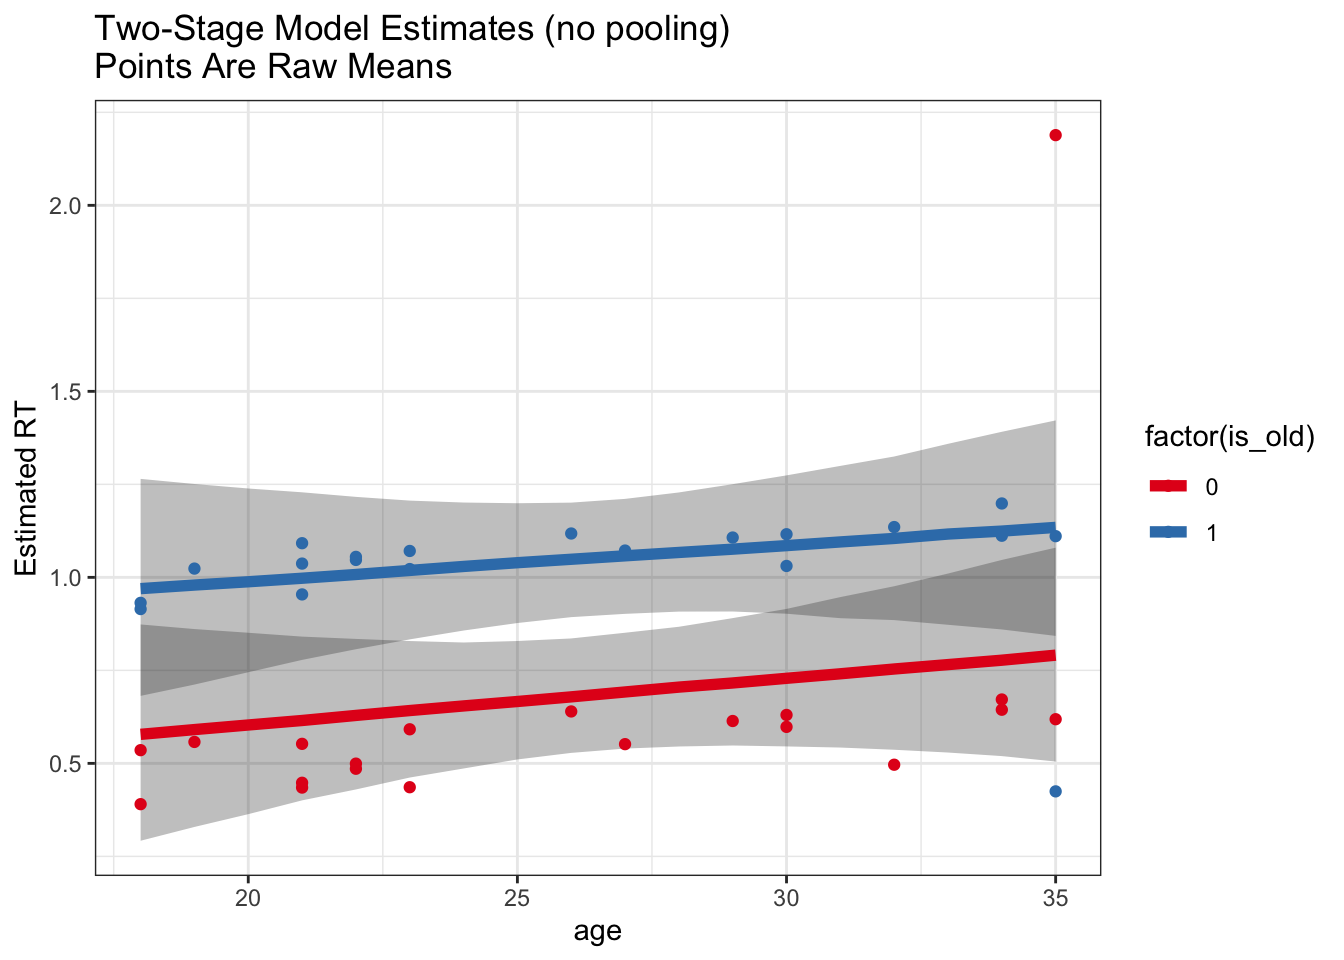 Two-Stage Model Estimates (no pooling)
Points Are Raw Means
Estimated RT
2.0
1.5
1.0
0.5
20
25
30
35
age
factor(is_old)
0
1